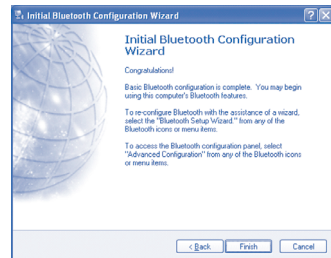 Initial Bluetooth Configuration Wizard
Initial Bluetooth Configuration
Wizard
Congratulations!
Basic Bluetooth configuration is complete. You may begin
using this computer's Bluetooth features.
To re-configure Bluetooth with the assistance of a wizard,
select the "Bluetooth Setup Wizard" from any of the
Bluetooth icons or menu items.
To access the Bluetooth configuration panel, select
"Advanced Configuration" from any of the Bluetooth icons
or menu items.
< Back Finish Cancel